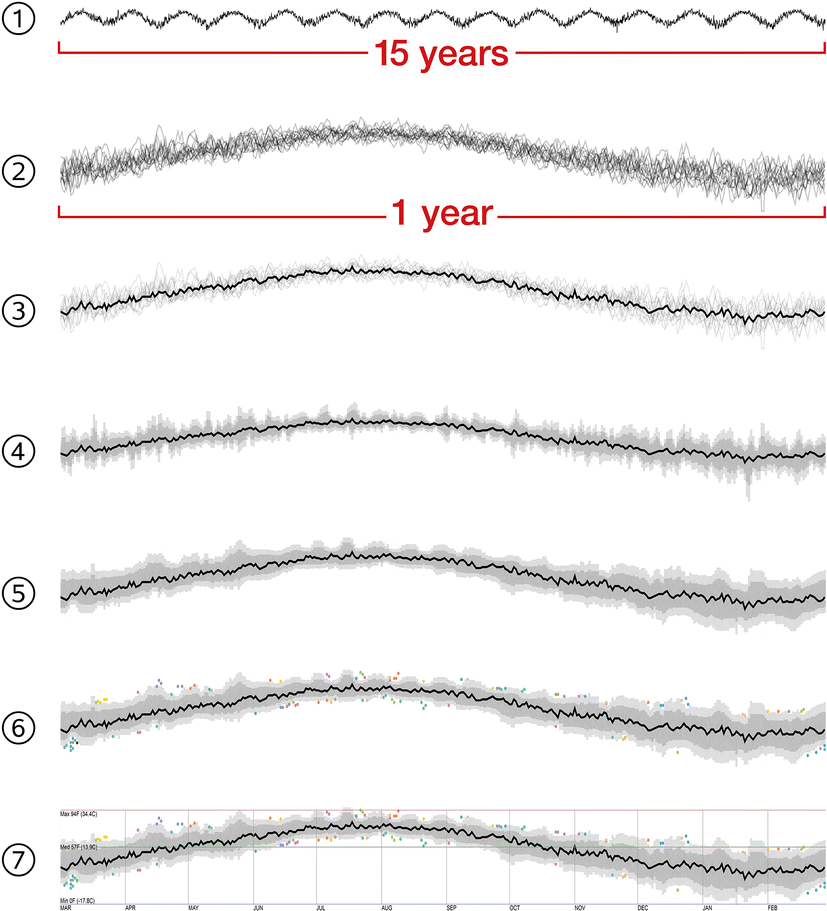 1
15 years
2
1 year
3
4
5
6
Max 94F (34.4C)
7
Med 57F (13.9C)
Min 0F (-17.8C)
MAR APR MAY JUN JUL AUG SEP OCT NOV DEC JAN FEB